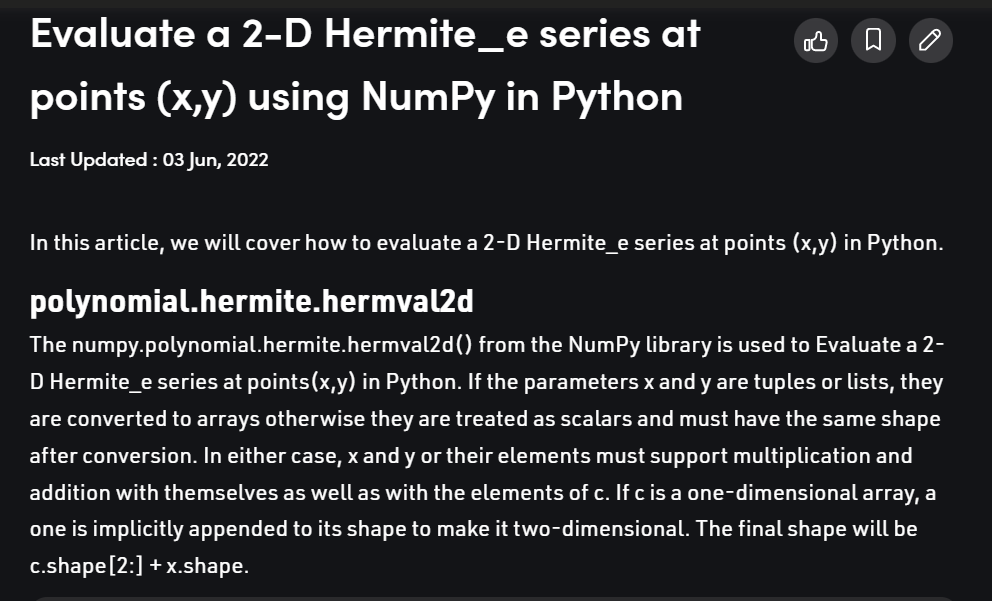 Evaluate a 2-D Hermite_e series at
points (x,y) using NumPy in Python
Last Updated : 03 Jun, 2022
In this article, we will cover how to evaluate a 2-D Hermite_e series at points (x,y) in Python.
polynomial.hermite.hermval2d
The numpy.polynomial.hermite.hermval2d() from the NumPy library is used to Evaluate a 2-
D Hermite_e series at points(x,y) in Python. If the parameters x and y are tuples or lists, they
are converted to arrays otherwise they are treated as scalars and must have the same shape
after conversion. In either case, x and y or their elements must support multiplication and
addition with themselves as well as with the elements of c. If c is a one-dimensional array, a
one is implicitly appended to its shape to make it two-dimensional. The final shape will be
c.shape[2:] + x.shape.